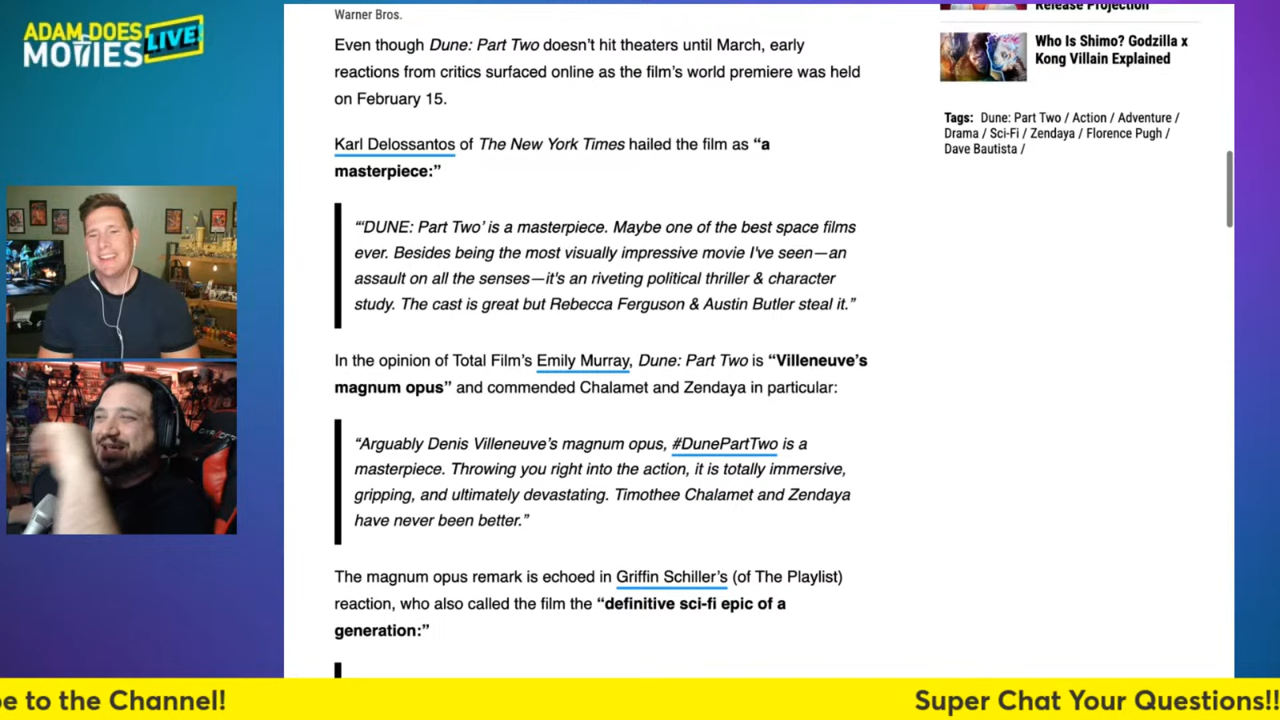 ADAM DOES
MOVIES
LIVE!
Warner Bros.
Even though Dune: Part Two doesn’t hit theaters until March, early
reactions from critics surfaced online as the film’s world premiere was held
on February 15.
Karl Delossantos of The New York Times hailed the film as “a
masterpiece:”
“‘DUNE: Part Two’ is a masterpiece. Maybe one of the best space films
ever. Besides being the most visually impressive movie I've seen—an
assault on all the senses—it's an riveting political thriller & character
study. The cast is great but Rebecca Ferguson & Austin Butler steal it.”
In the opinion of Total Film’s Emily Murray, Dune: Part Two is “Villeneuve’s
magnum opus” and commended Chalamet and Zendaya in particular:
“Arguably Denis Villeneuve’s magnum opus, #DunePartTwo is a
masterpiece. Throwing you right into the action, it is totally immersive,
gripping, and ultimately devastating. Timothee Chalamet and Zendaya
have never been better.”
The magnum opus remark is echoed in Griffin Schiller’s (of The Playlist)
reaction, who also called the film the “definitive sci-fi epic of a
generation:”
Release Projection
Who Is Shimo? Godzilla x
Kong Villain Explained
Tags: Dune: Part Two / Action / Adventure /
Drama / Sci-Fi / Zendaya / Florence Pugh /
Dave Bautista /
be to the Channel!
Super Chat Your Questions!!